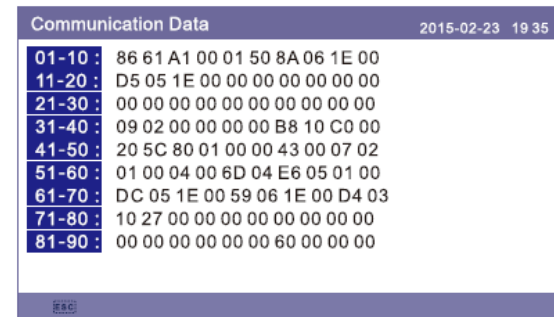 Communication Data 2015-02-23 19 35
01-10 : 86 61 A1 00 01 50 8A 06 1E 00
11-20 : D5 05 1E 00 00 00 00 00 00 00
21-30 : 00 00 00 00 00 00 00 00 00 00
31-40 : 09 02 00 00 00 00 B8 10 C0 00
41-50 : 20 5C 80 01 00 00 43 00 07 02
51-60 : 01 00 04 00 6D 04 E6 05 01 00
61-70 : DC 05 1E 00 59 06 1E 00 D4 03
71-80 : 10 27 00 00 00 00 00 00 00 00
81-90 : 00 00 00 00 00 00 60 00 00 00
ESC